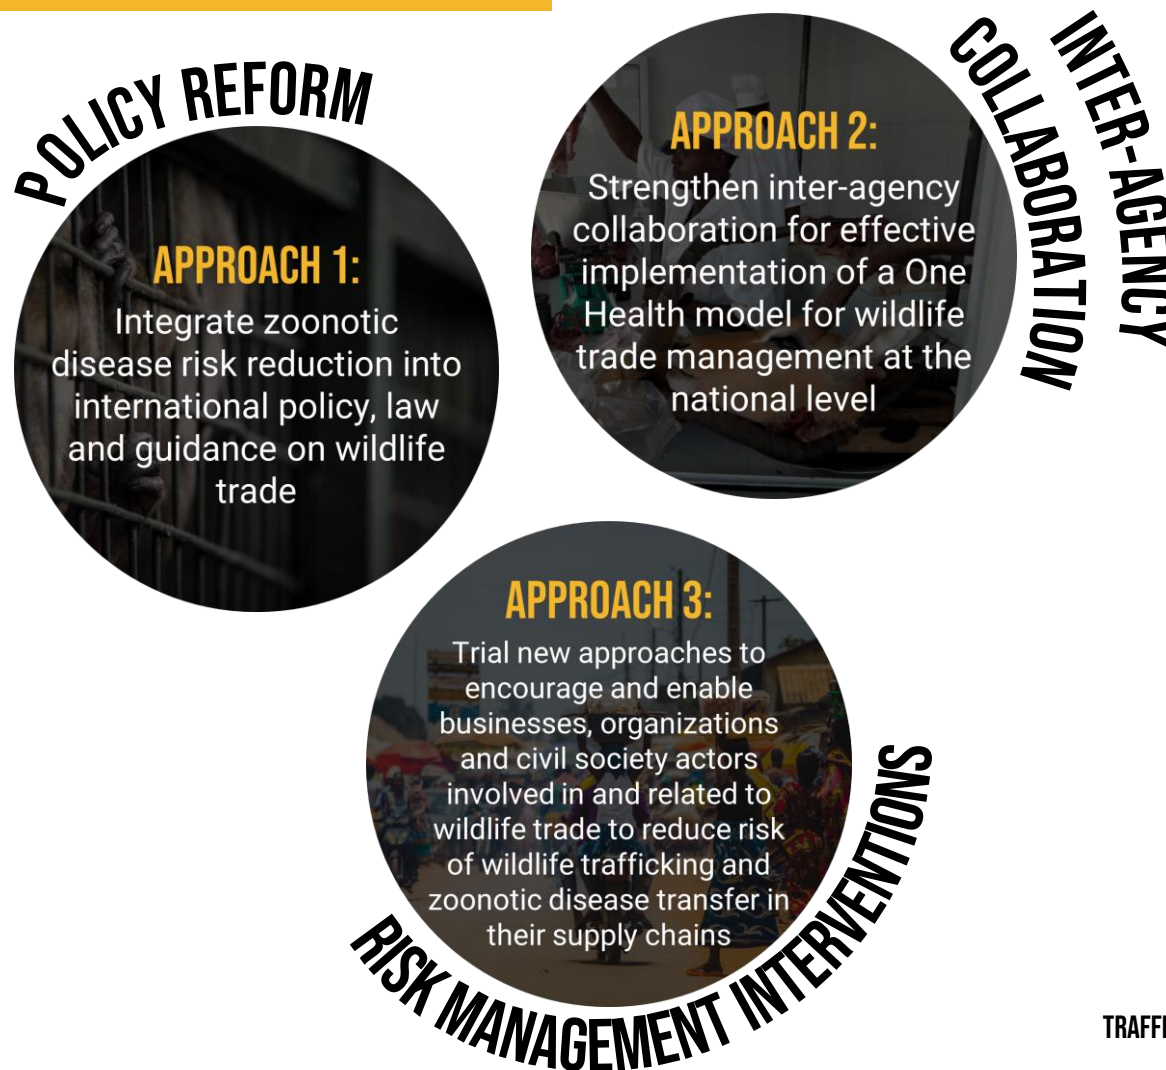 POLICY REFORM
APPROACH 1:
Integrate zoonotic
disease risk reduction into
international policy, law
and guidance on wildlife
trade
INTER-AGENCY
COLLABORATION
APPROACH 2:
Strengthen inter-agency
collaboration for effective
implementation of a One
Health model for wildlife
trade management at the
national level
APPROACH 3:
Trial new approaches to
encourage and enable
businesses, organizations
and civil society actors
involved in and related to
wildlife trade to reduce risk
of wildlife trafficking and
zoonotic disease transfer in
their supply chains
RISK MANAGEMENT INTERVENTIONS